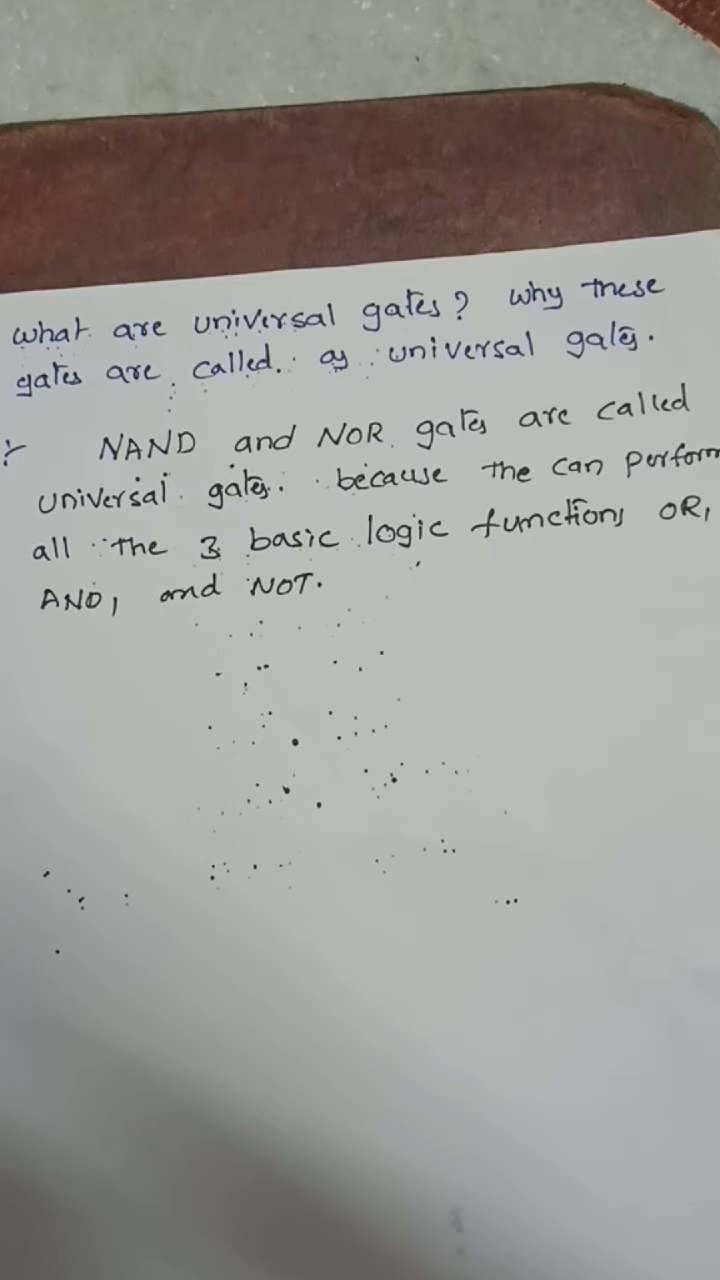 what are universal gates? why these
gates are called. as universal gates.
:- NAND and NOR gates are called
universal gates. because the can perform
all the 3 basic logic functions OR,
AND, and NOT.